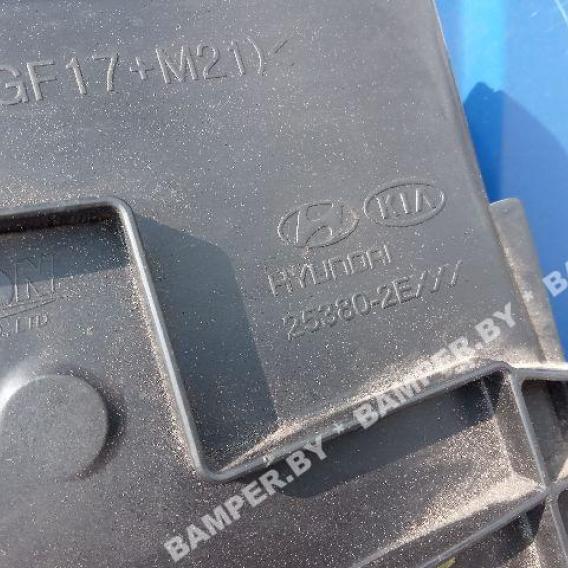 GF17+M21)<
KIA
HYUNDAI
25380-2E///
BAMPER.BY * BAMPER.BY * BAMPER.BY